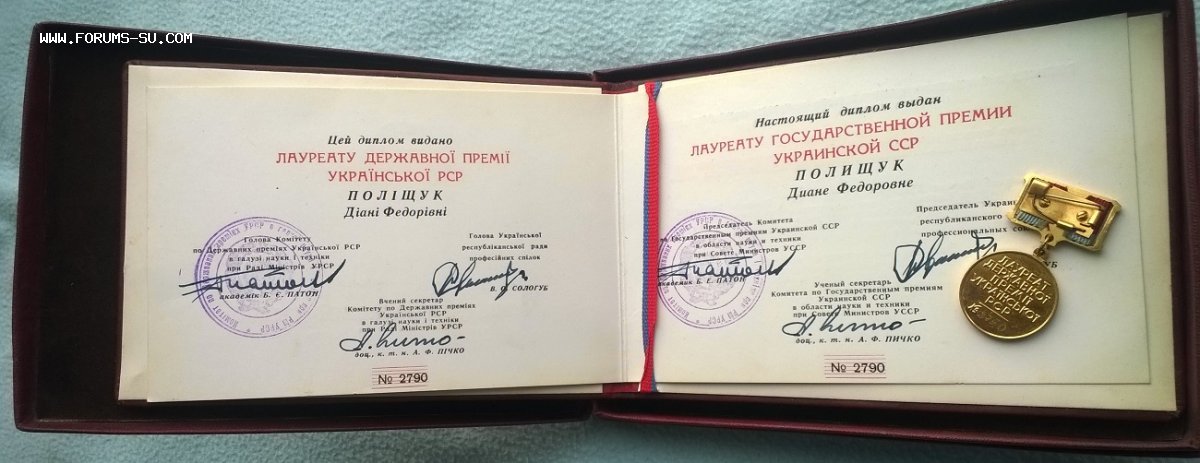 WWW.FORUMS-SU.COM
Цей диплом видано
ЛАУРЕАТУ ДЕРЖАВНОЇ ПРЕМІЇ
УКРАЇНСЬКОЇ РСР
ПОЛІЩУК
Діані Федорівні
Голова Комітету
по Державних преміях Української РСР
в галузі науки і техніки
при Раді Міністрів УРСР
академік Б. Є. ПАТОН
Голова Української
республіканської ради
професійних спілок
В. О. СОЛОГУБ
Вчений секретар
Комітету по Державних преміях
Української РСР
в галузі науки і техніки
при Раді Міністрів УРСР
доц., к. т. н. А. Ф. ПІЧКО
№ 2790
Настоящий диплом выдан
ЛАУРЕАТУ ГОСУДАРСТВЕННОЙ ПРЕМИИ
УКРАИНСКОЙ ССР
ПОЛИЩУК
Диане Федоровне
Председатель Комитета
по Государственным премиям Украинской ССР
в области науки и техники
при Совете Министров УССР
академик Б. Е. ПАТОН
Председатель Украи
республиканского
профессиональных сою
УБ
Ученый секретарь
Комитета по Государственным премиям
Украинской ССР
в области науки и техники
при Совете Министров УССР
доц., к. т. н. А. Ф. ПИЧКО
№ 2790
ЛАУРЕАТ
ДЕРЖАВНОЇ
ПРЕМІЇ
УКРАЇНСЬКОЇ
РСР